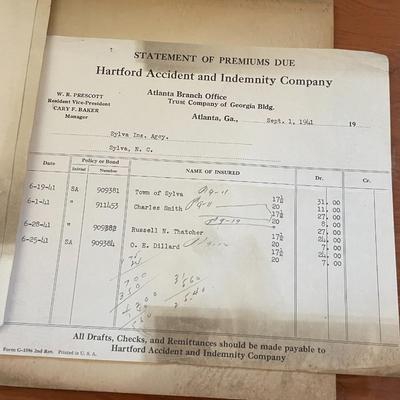 STATEMENT OF PREMIUMS DUE
Hartford Accident and Indemnity Company
W. R. PRESCOTT
Resident Vice-President
CARY F. BAKER
Manager
Atlanta Branch Office
Trust Company of Georgia Bldg.
Atlanta, Ga., Sept. 1, 1941 19
Sylva Ins. Agcy.
Sylva, N. C.
Date Policy or Bond NAME OF INSURED Dr. Cr.
Initial Number
6-19-41 SA 909381 Town of Sylva 17½ 31.00
20 11.00
6-1-41 " 911453 Charles Smith 17½ 27.00
20 8.00
6-28-41 " Russell N. Thatcher 17½ 27.00
20 24.00
6-25-41 SA 909384 O. E. Dillard 17½ 7.00
20 24.00
7.00
All Drafts, Checks, and Remittances should be made payable to
Hartford Accident and Indemnity Company
Form G-4596 2nd Rev. Printed in U. S. A.